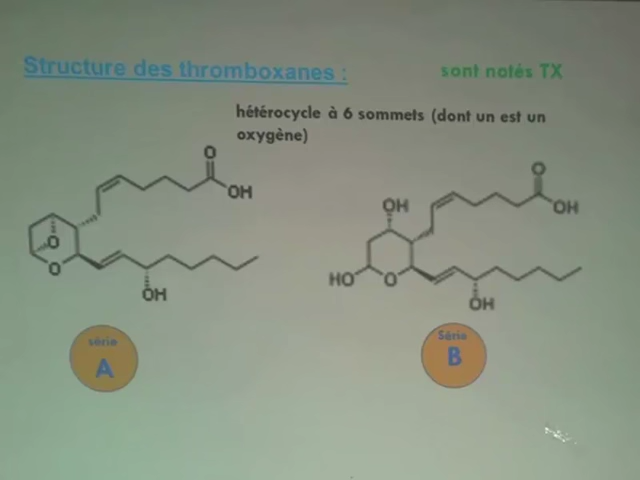 Structure des thromboxanes :
sont notés TX
hétérocycle à 6 sommets (dont un est un
oxygène)
O
OH
O
O
OH
série
A
O
OH
OH
HO
O
OH
Série
B